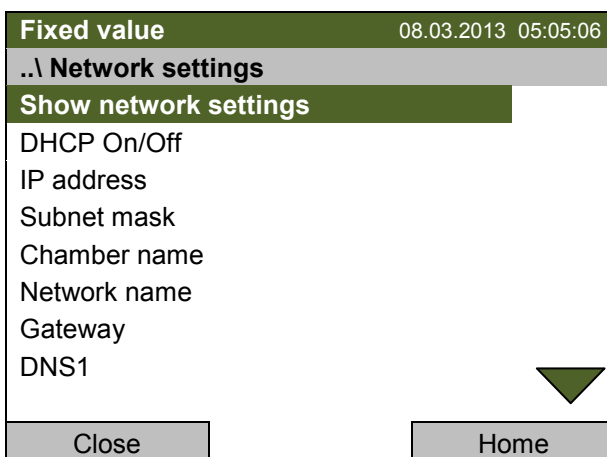 Fixed value 08.03.2013 05:05:06
..\ Network settings
Show network settings
DHCP On/Off
IP address
Subnet mask
Chamber name
Network name
Gateway
DNS1
Close Home